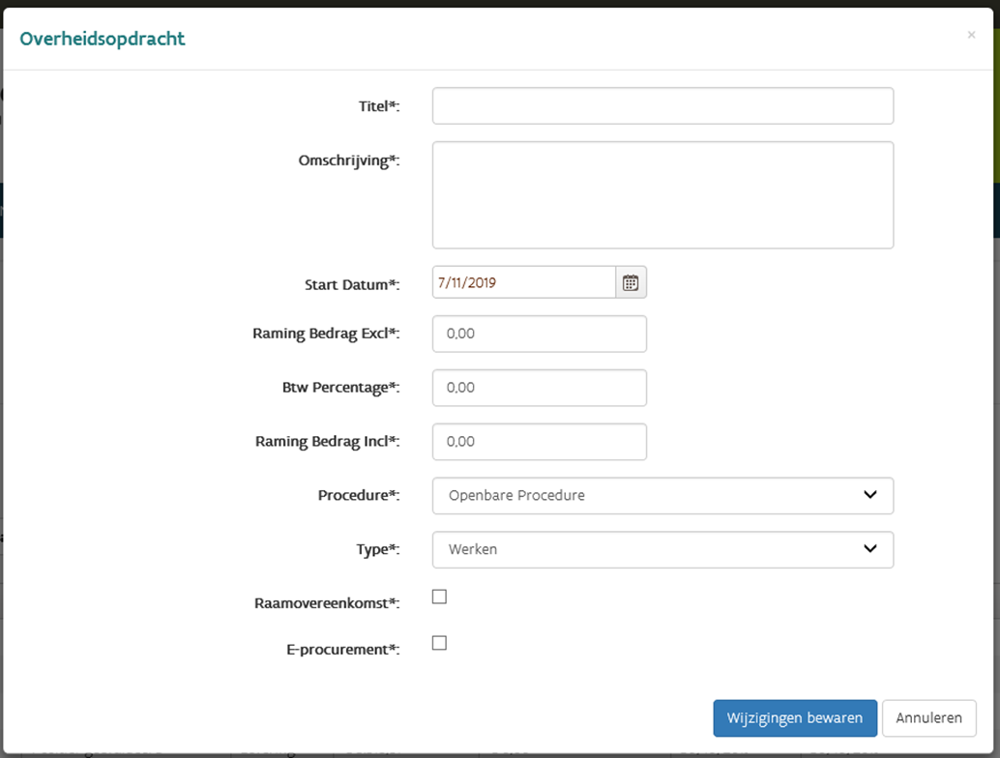 Overheidsopdracht ×
Titel*:
Omschrijving*:
Start Datum*: 7/11/2019
Raming Bedrag Excl*: 0,00
Btw Percentage*: 0,00
Raming Bedrag Incl*: 0,00
Procedure*: Openbare Procedure
Type*: Werken
Raamovereenkomst*:
E-procurement*:
Wijzigingen bewaren Annuleren